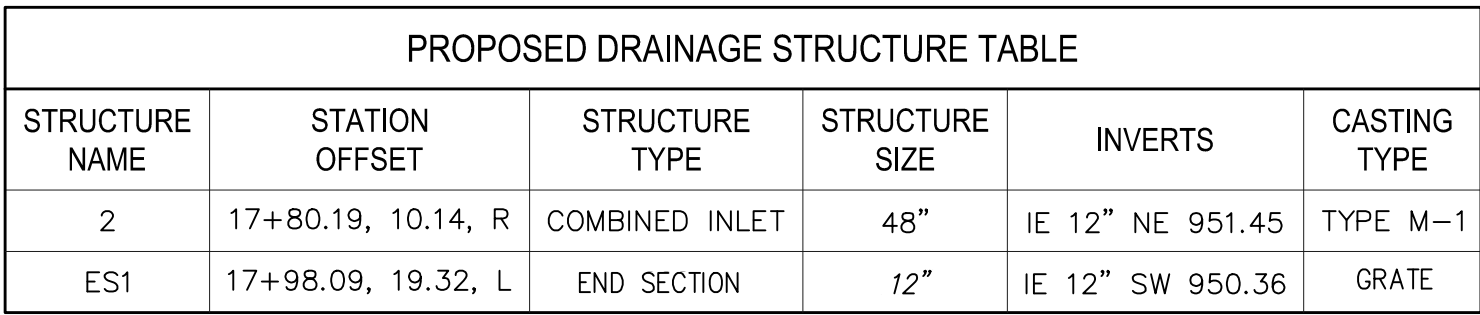 PROPOSED DRAINAGE STRUCTURE TABLE
STRUCTURE NAME STATION OFFSET STRUCTURE TYPE STRUCTURE SIZE INVERTS CASTING TYPE
2 17+80.19, 10.14, R COMBINED INLET 48” IE 12” NE 951.45 TYPE M-1
ES1 17+98.09, 19.32, L END SECTION 12” IE 12” SW 950.36 GRATE